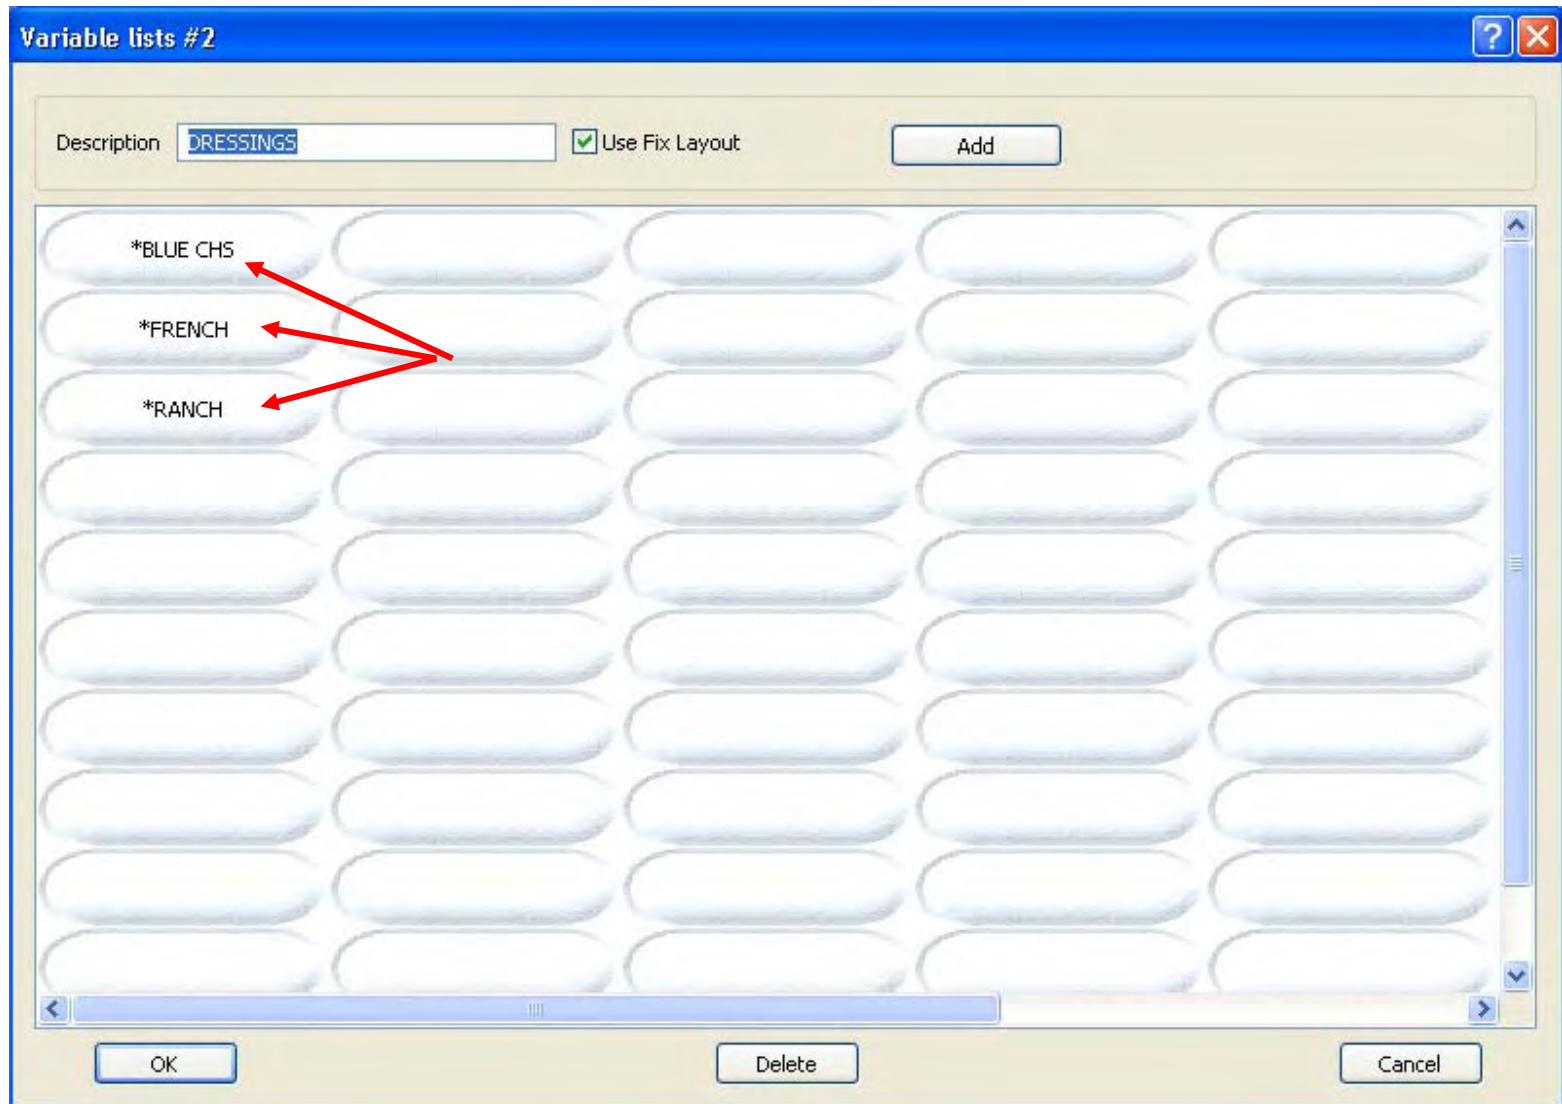 Variable lists #2
Description DRESSINGS Use Fix Layout Add
*BLUE CHS
*FRENCH
*RANCH
OK Delete Cancel